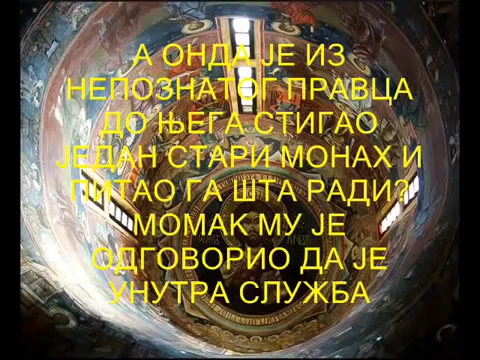 А ОНДА ЈЕ ИЗ
НЕПОЗНАТОГ ПРАВЦА
ДО ЊЕГА СТИГАО
ЈЕДАН СТАРИ МОНАХ И
ПИТАО ГА ШТА РАДИ?
МОМАК МУ ЈЕ
ОДГОВОРИО ДА ЈЕ
УНУТРА СЛУЖБА